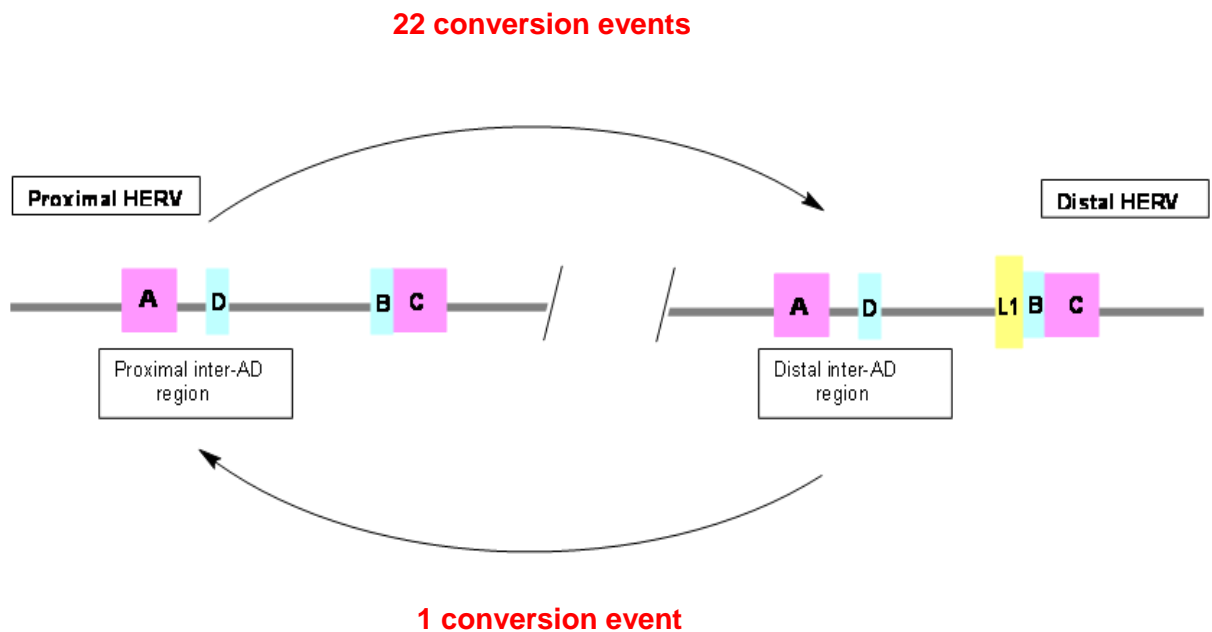 22 conversion events
Proximal HERV
Distal HERV
A
D
B
C
A
D
L1
B
C
Proximal inter-AD
region
Distal inter-AD
region
1 conversion event